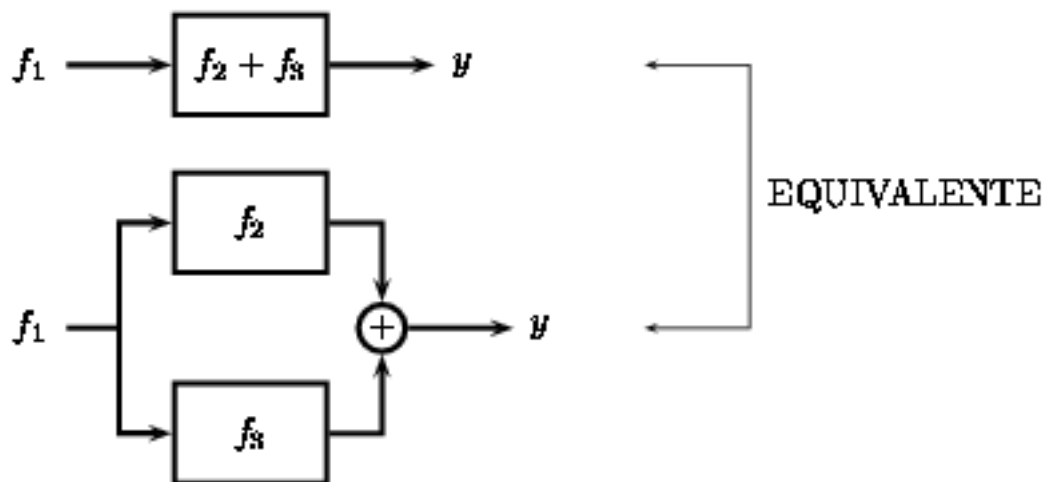 f₁ f₂ + f₃ y
EQUIVALENTE
f₂
f₁ + y
f₃